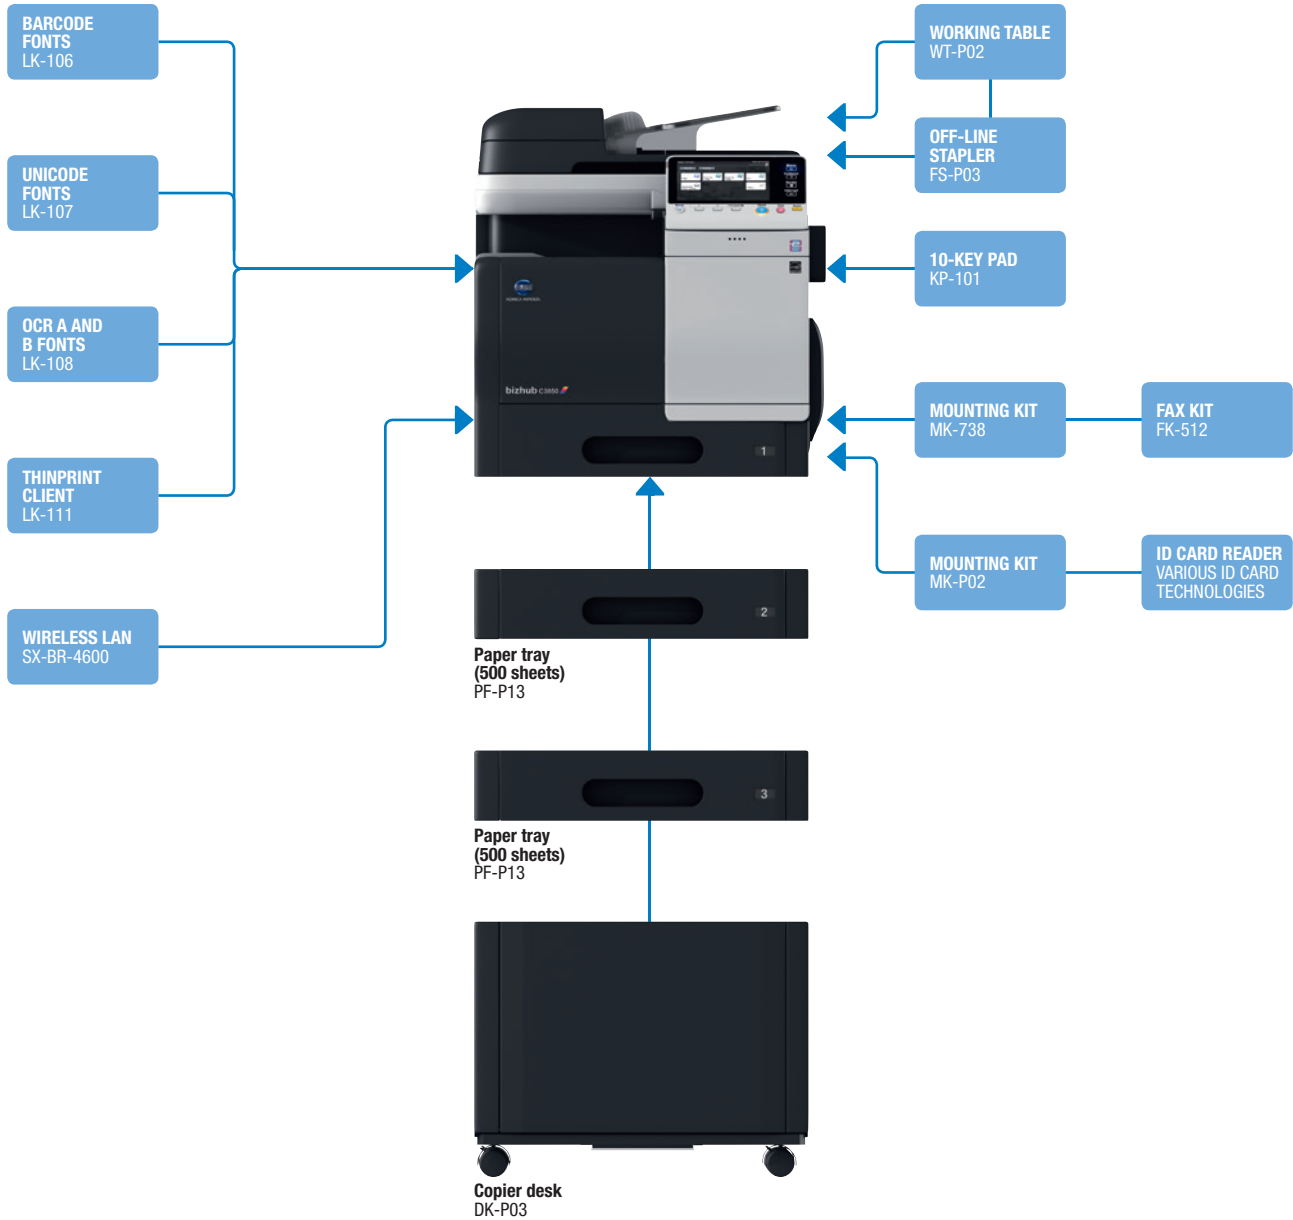 BARCODE
FONTS
LK-106
UNICODE
FONTS
LK-107
OCR A AND
B FONTS
LK-108
THINPRINT
CLIENT
LK-111
WIRELESS LAN
SX-BR-4600
WORKING TABLE
WT-P02
OFF-LINE
STAPLER
FS-P03
10-KEY PAD
KP-101
MOUNTING KIT
MK-738
FAX KIT
FK-512
MOUNTING KIT
MK-P02
ID CARD READER
VARIOUS ID CARD
TECHNOLOGIES
KONICA MINOLTA
bizhub C3850
1
2
Paper tray
(500 sheets)
PF-P13
3
Paper tray
(500 sheets)
PF-P13
Copier desk
DK-P03